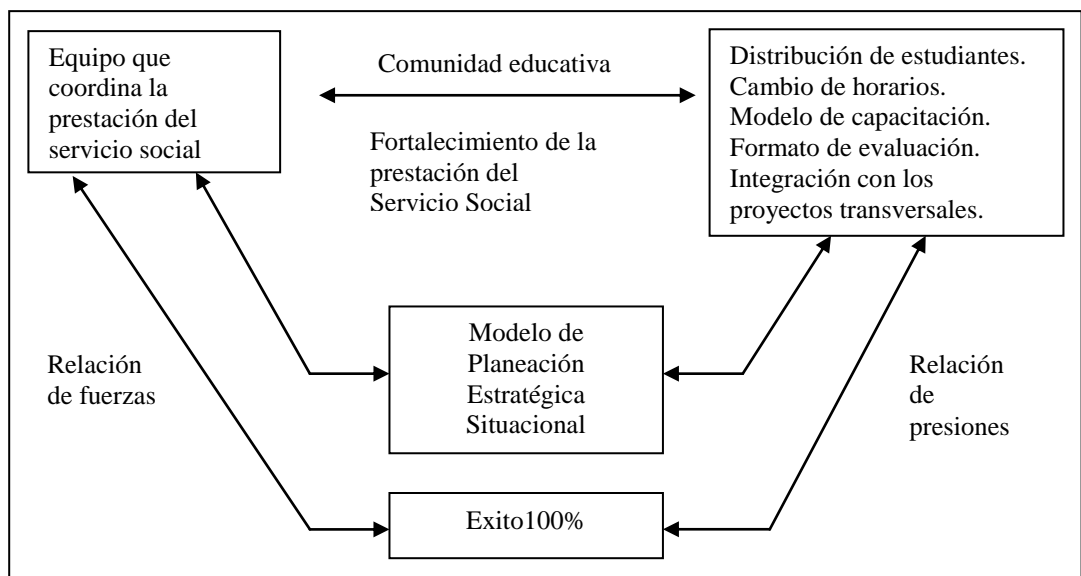 Equipo que
coordina la
prestación del
servicio social
Comunidad educativa
Fortalecimiento de la
prestación del
Servicio Social
Distribución de estudiantes.
Cambio de horarios.
Modelo de capacitación.
Formato de evaluación.
Integración con los
proyectos transversales.
Relación
de fuerzas
Modelo de
Planeación
Estratégica
Situacional
Relación
de
presiones
Exito100%